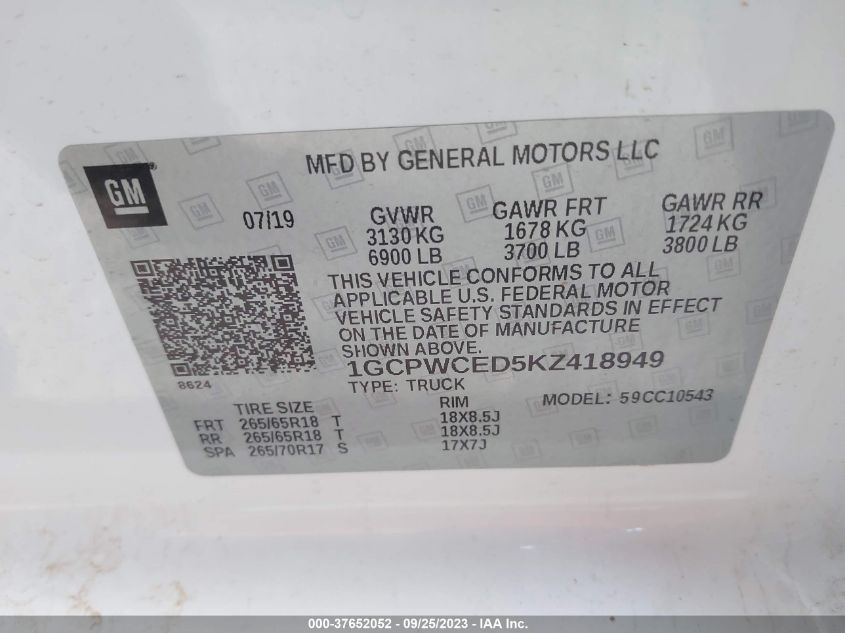 MFD BY GENERAL MOTORS LLC
GM
07/19
GVWR GAWR FRT GAWR RR
3130 KG 1678 KG 1724 KG
6900 LB 3700 LB 3800 LB
THIS VEHICLE CONFORMS TO ALL
APPLICABLE U.S. FEDERAL MOTOR
VEHICLE SAFETY STANDARDS IN EFFECT
ON THE DATE OF MANUFACTURE
SHOWN ABOVE.
1GCPWCED5KZ418949
8624
TYPE: TRUCK
MODEL: 59CC10543
TIRE SIZE RIM
FRT 265/65R18 T 18X8.5J
RR 265/65R18 T 18X8.5J
SPA 265/70R17 S 17X7J
000-37652052 - 09/25/2023 - IAA Inc.